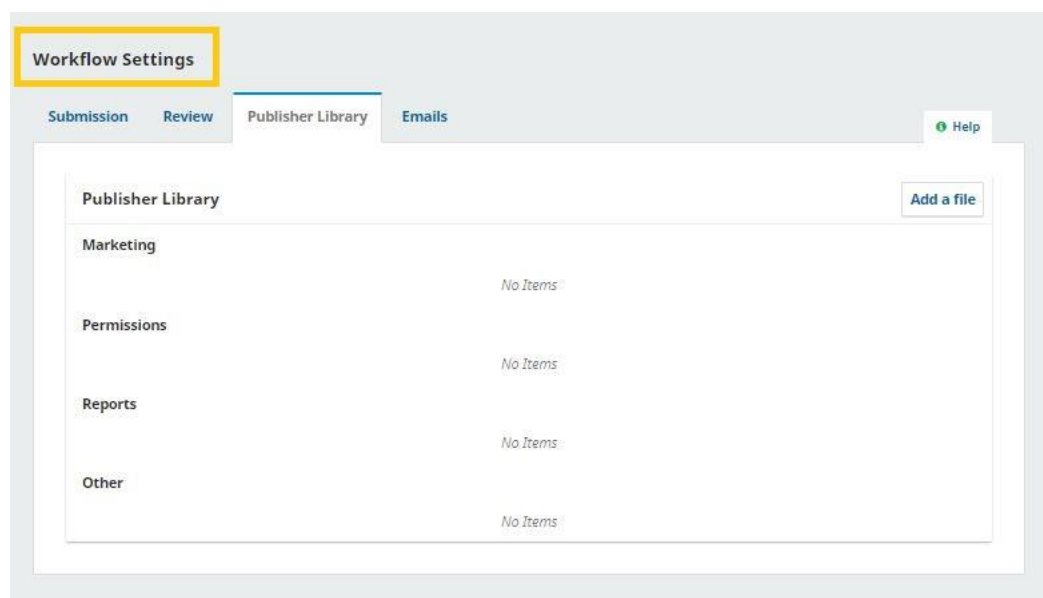 Workflow Settings
Submission Review Publisher Library Emails
Help
Publisher Library Add a file
Marketing
No Items
Permissions
No Items
Reports
No Items
Other
No Items